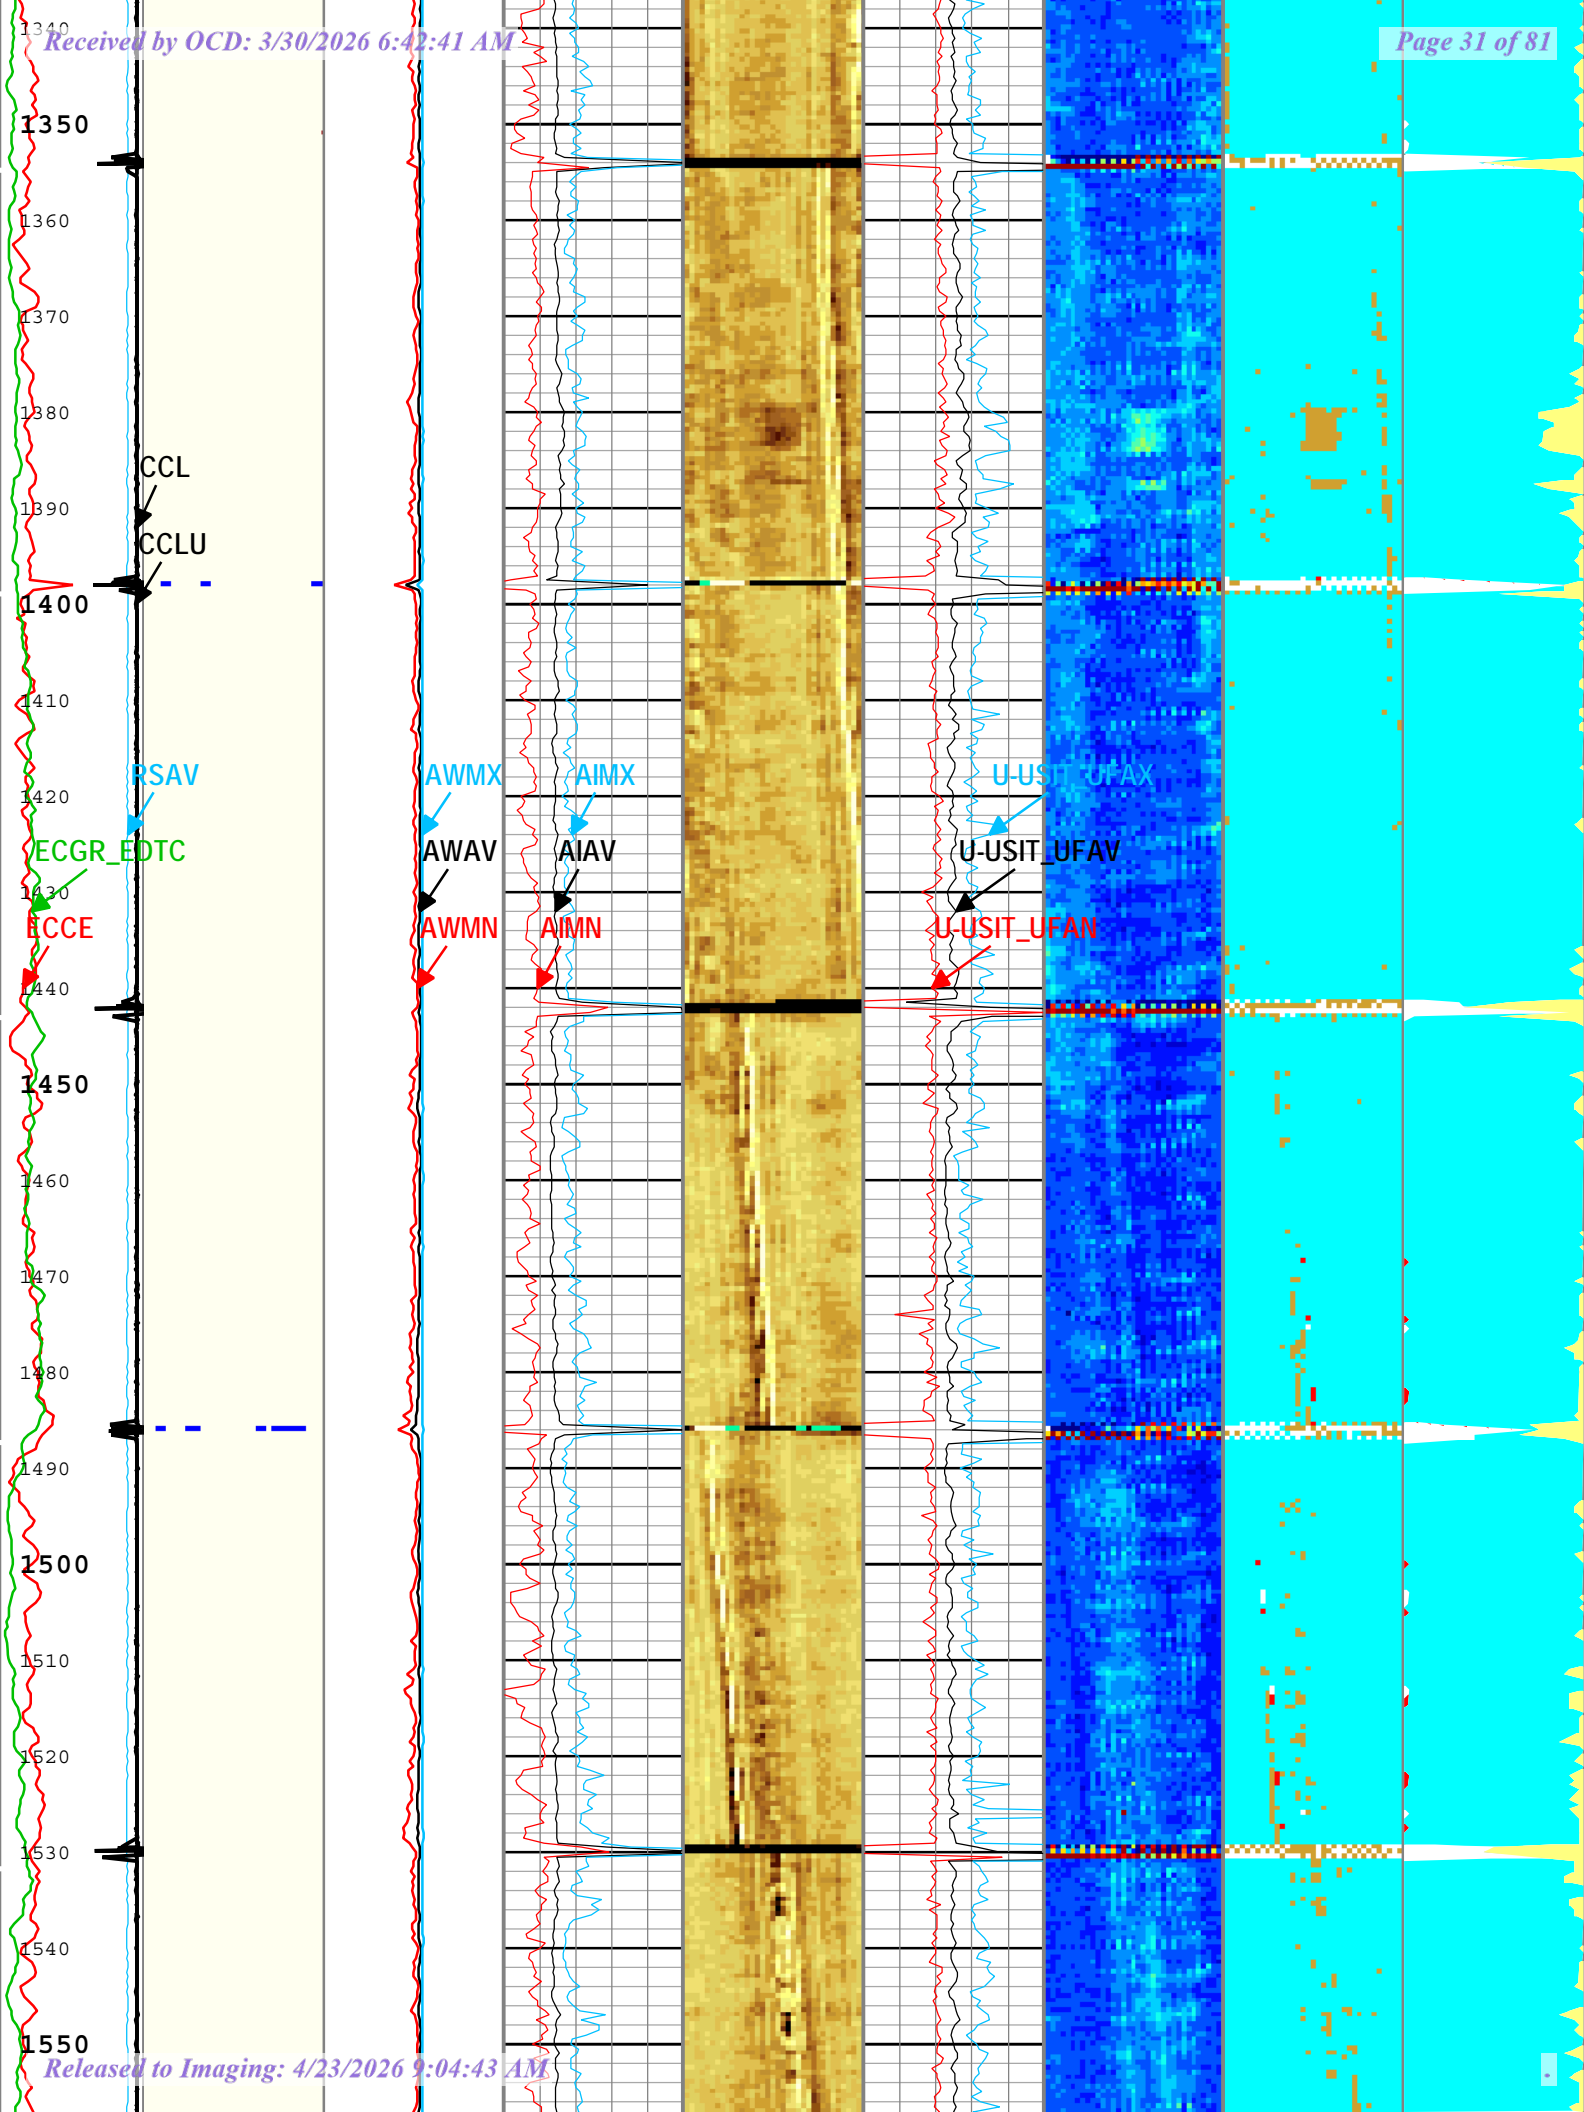 1340
Received by OCD: 3/30/2026 6:42:41 AM
Page 31 of 81
1350
1360
1370
1380
CCL
1390
CCLU
1400
1410
RSAV
AWMX
AIMX
U-USIT_UFAX
1420
ECGR_EDTC
AWAV
AIAV
U-USIT_UFAV
1430
ECCE
AWMN
AIMN
U-USIT_UFAN
1440
1450
1460
1470
1480
1490
1500
1510
1520
1530
1540
1550
Released to Imaging: 4/23/2026 9:04:43 AM